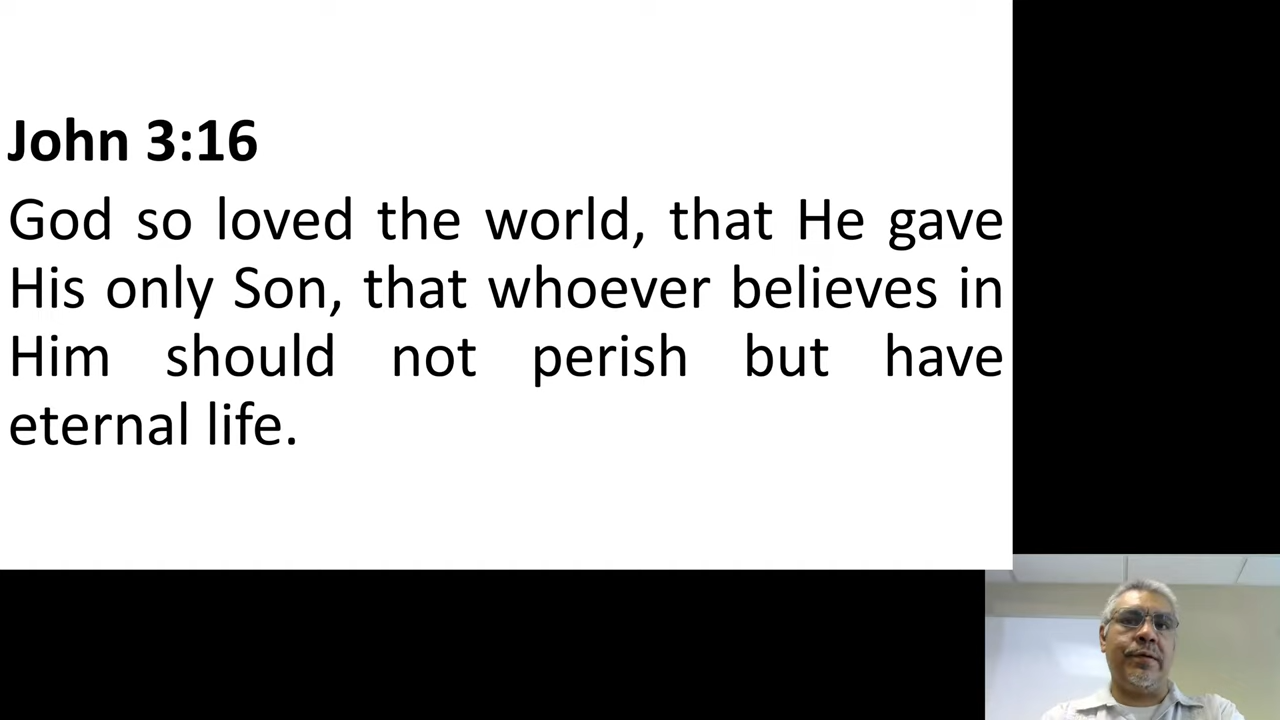 John 3:16
God so loved the world, that He gave
His only Son, that whoever believes in
Him should not perish but have
eternal life.